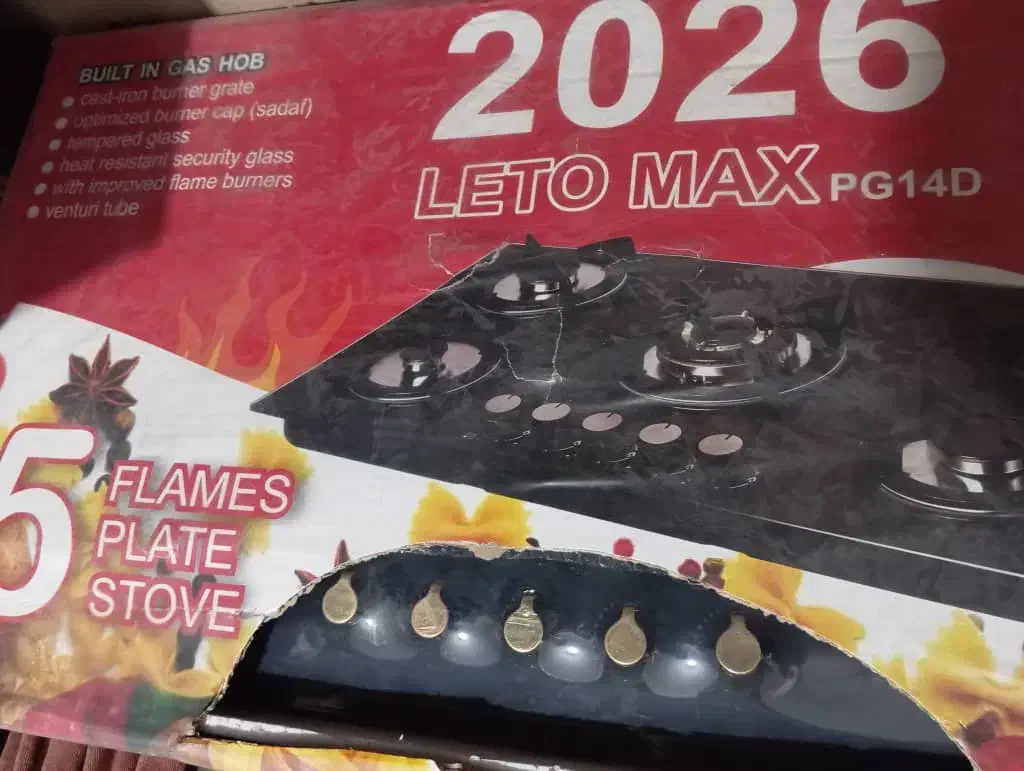 BUILT IN GAS HOB
cast-iron burner grate
optimized burner cap (sadaf)
tempered glass
heat resistant security glass
with improved flame burners
venturi tube
2026
LETO MAX PG14D
5
FLAMES
PLATE
STOVE